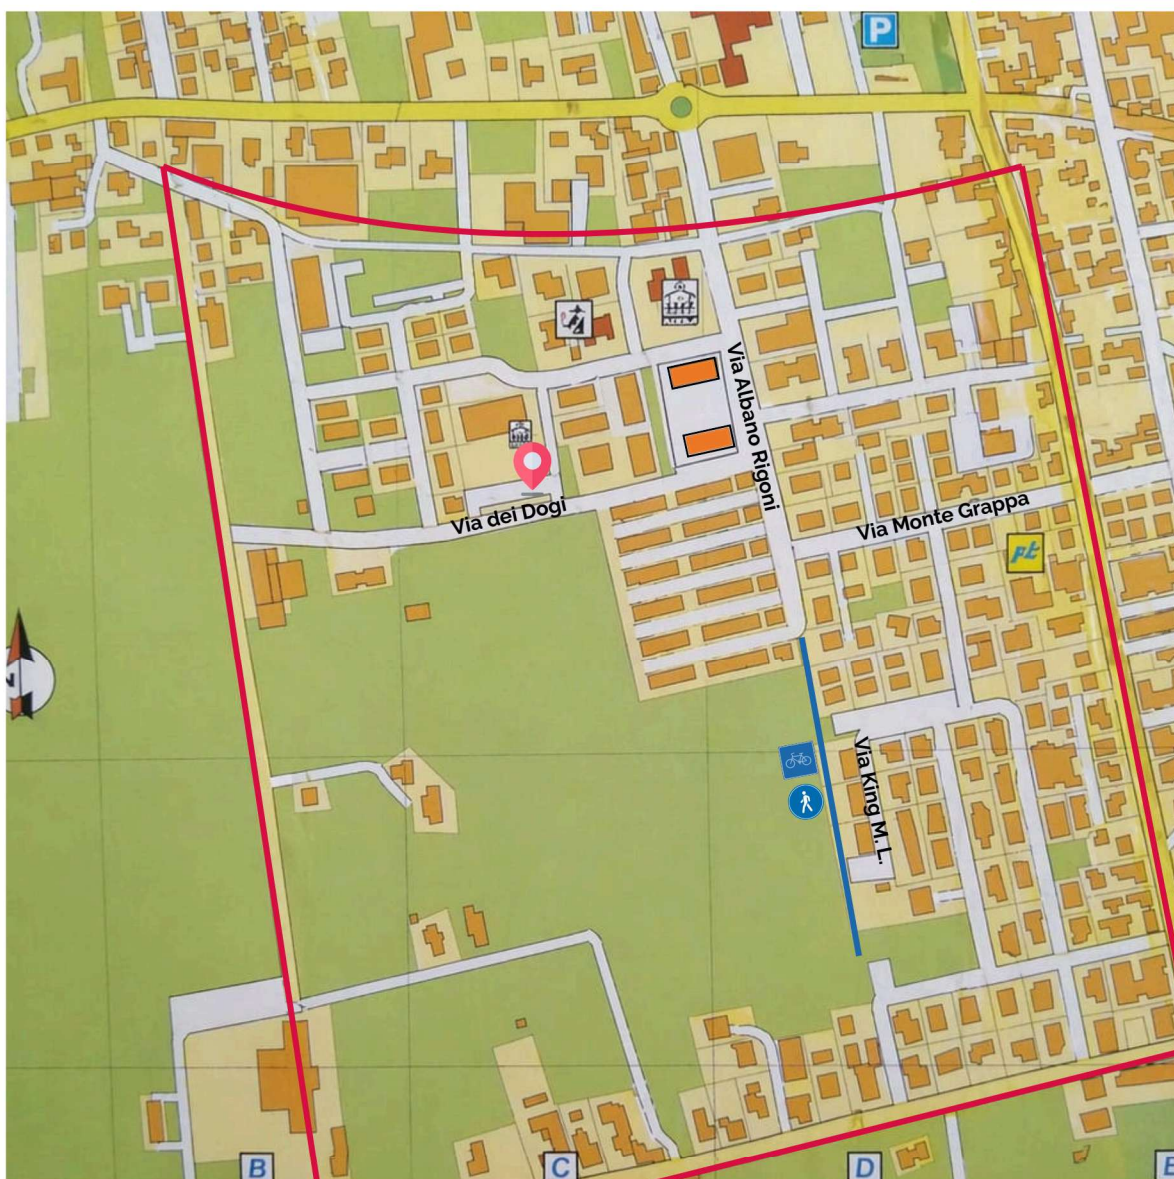 P
Via Albano Rigoni
Via dei Dogi
Via Monte Grappa
Pt
Via King M. L.
B
C
D
E